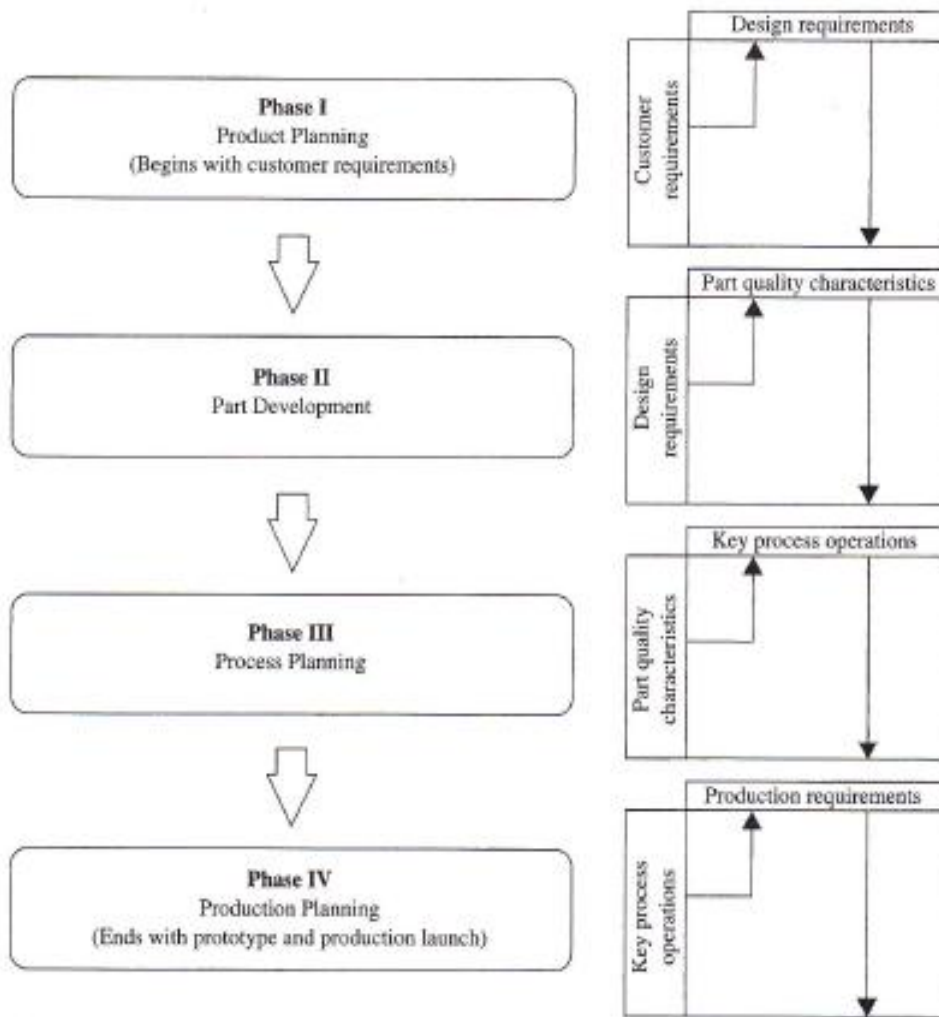 Phase I
Product Planning
(Begins with customer requirements)
Phase II
Part Development
Phase III
Process Planning
Phase IV
Production Planning
(Ends with prototype and production launch)
Design requirements
Customer
requirements
Part quality characteristics
Design
requirements
Key process operations
Part quality
characteristics
Production requirements
Key process
operations